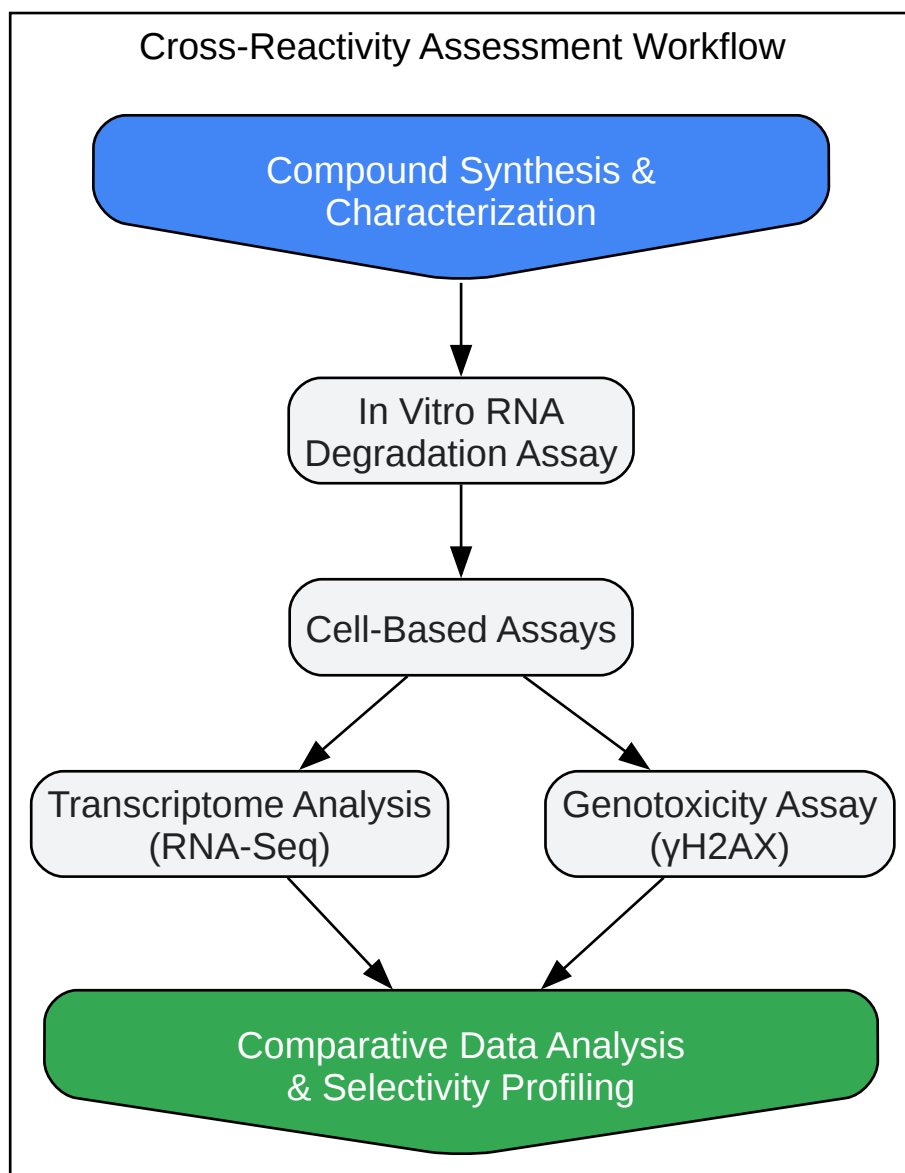 Cross-Reactivity Assessment Workflow
Compound Synthesis &
Characterization
In Vitro RNA
Degradation Assay
Cell-Based Assays
Transcriptome Analysis
(RNA-Seq)
Genotoxicity Assay
(γH2AX)
Comparative Data Analysis
& Selectivity Profiling